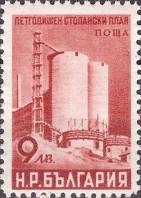 ПЕТГОДИШЕН СТОПАНСКИ ПЛАН
ПОЩА
9
ЛВ.
Н.Р. БЪЛГАРИЯ